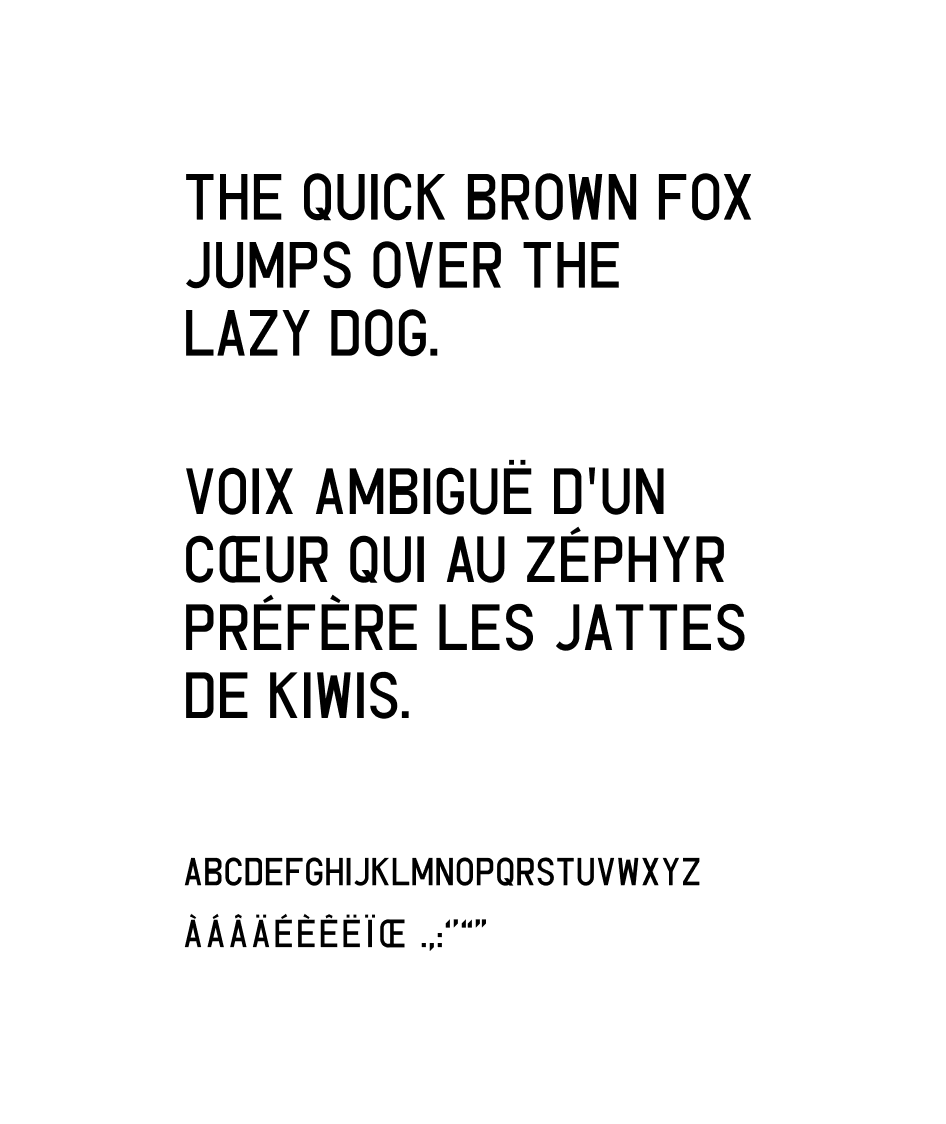 THE QUICK BROWN FOX
JUMPS OVER THE
LAZY DOG.
VOIX AMBIGUË D'UN
CŒUR QUI AU ZÉPHYR
PRÉFÈRE LES JATTES
DE KIWIS.
ABCDEFGHIJKLMNOPQRSTUVWXYZ
ÀÁÂÄÉÈÊËÏŒ .,:‘’“”